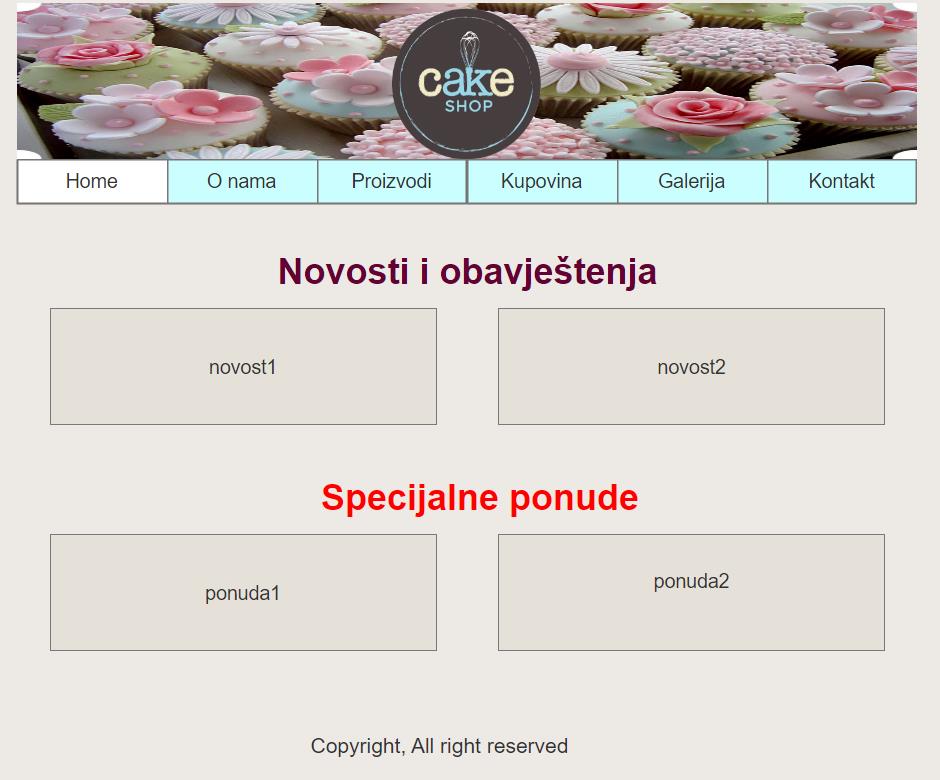 cake
SHOP
Home O nama Proizvodi Kupovina Galerija Kontakt
Novosti i obavještenja
novost1 novost2
Specijalne ponude
ponuda1 ponuda2
Copyright, All right reserved